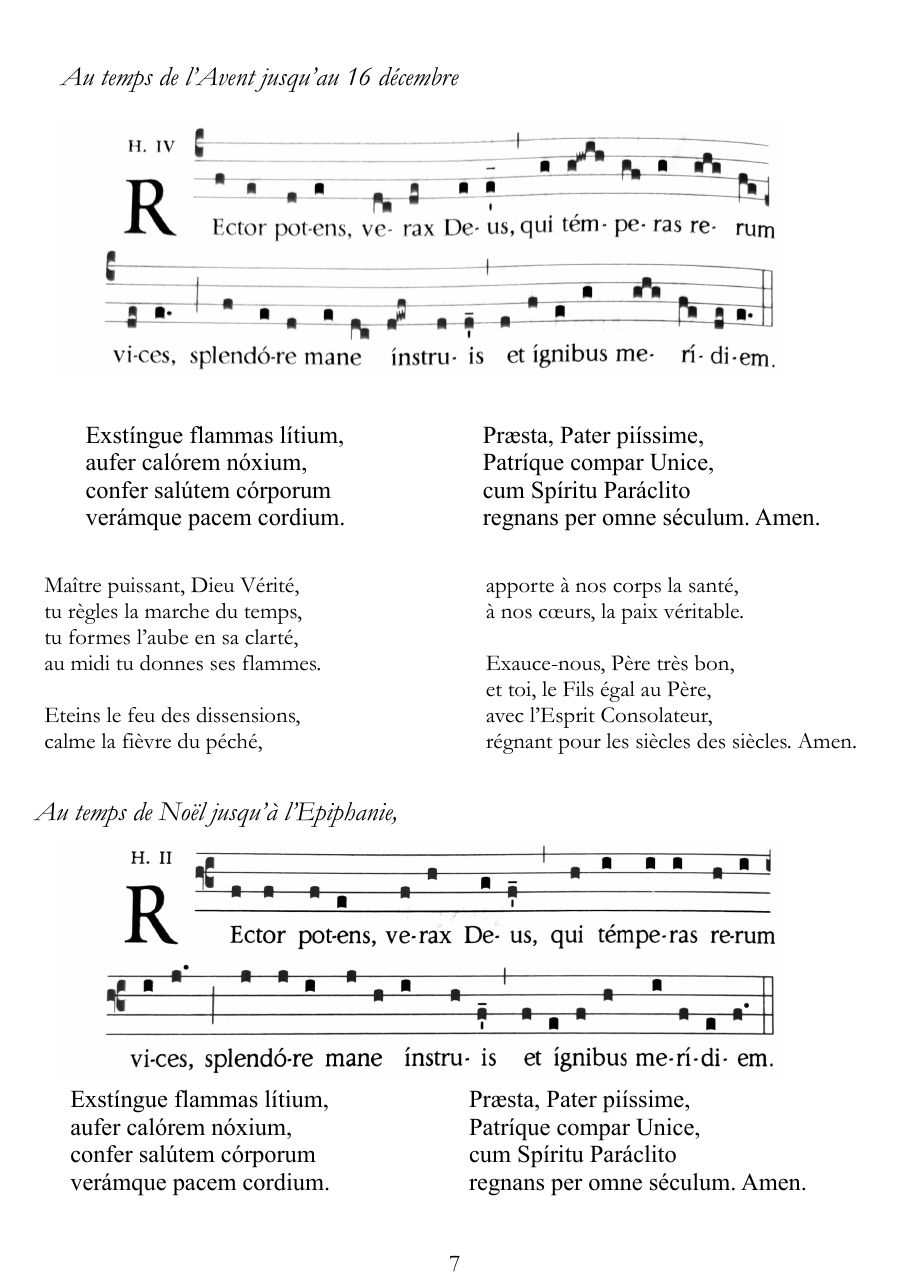 Au temps de l’Avent jusqu’au 16 décembre
H. IV
REctor pot-ens, ve- rax De- us, qui tém- pe- ras re- rum
vi-ces, splendó-re mane ínstru- is et ígnibus me- rí- di-em.
Exstíngue flammas lítium,
aufer calórem nóxium,
confer salútem córporum
verámque pacem cordium.
Præsta, Pater piíssime,
Patríque compar Unice,
cum Spíritu Paráclito
regnans per omne séculum. Amen.
Maître puissant, Dieu Vérité,
tu règles la marche du temps,
tu formes l’aube en sa clarté,
au midi tu donnes ses flammes.
Eteins le feu des dissensions,
calme la fièvre du péché,
apporte à nos corps la santé,
à nos cœurs, la paix véritable.
Exauce-nous, Père très bon,
et toi, le Fils égal au Père,
avec l’Esprit Consolateur,
régnant pour les siècles des siècles. Amen.
Au temps de Noël jusqu’à l’Epiphanie,
H. II
REctor pot-ens, ve-rax De- us, qui témpe-ras re-rum
vi-ces, splendó-re mane ínstru- is et ígnibus me-rí-di- em.
Exstíngue flammas lítium,
aufer calórem nóxium,
confer salútem córporum
verámque pacem cordium.
Præsta, Pater piíssime,
Patríque compar Unice,
cum Spíritu Paráclito
regnans per omne séculum. Amen.
7